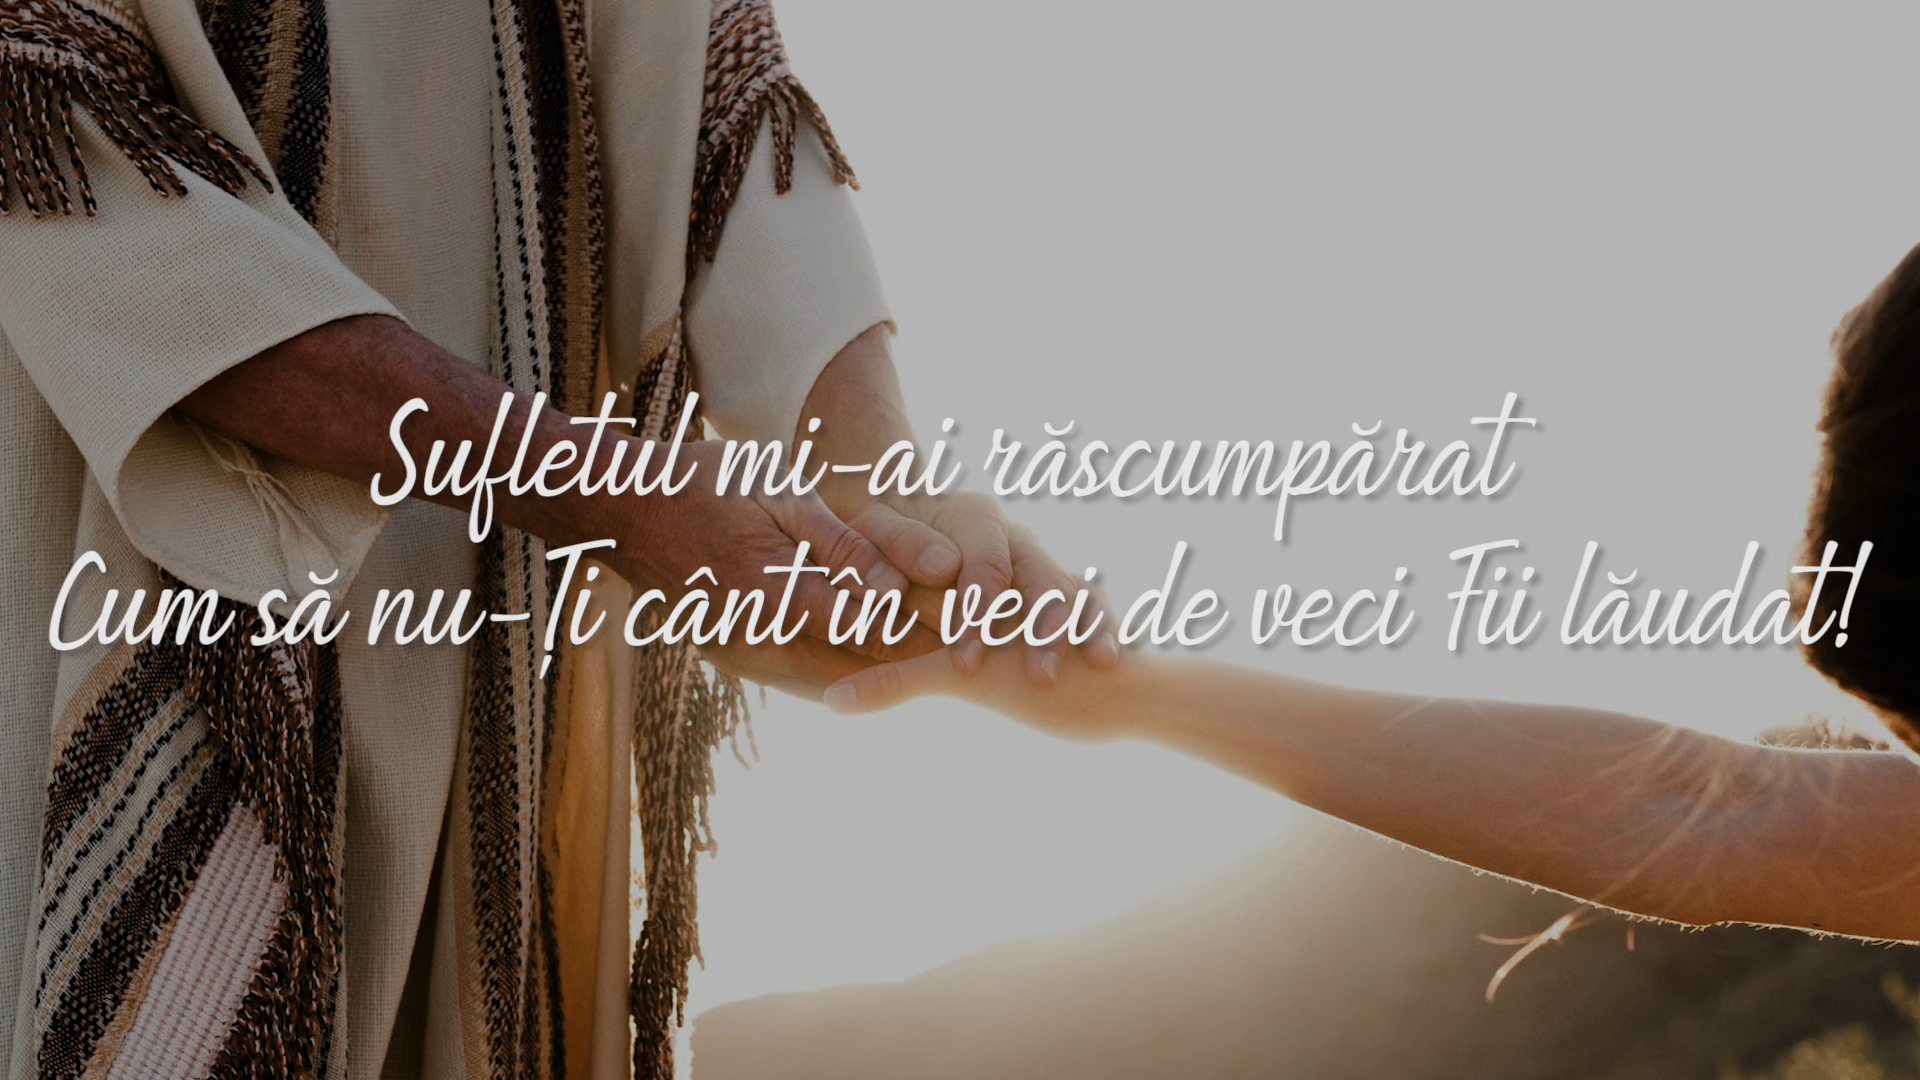 Sufletul mi-ai răscumpărat
Cum să nu-Ți cânt în veci de veci Fii lăudat!